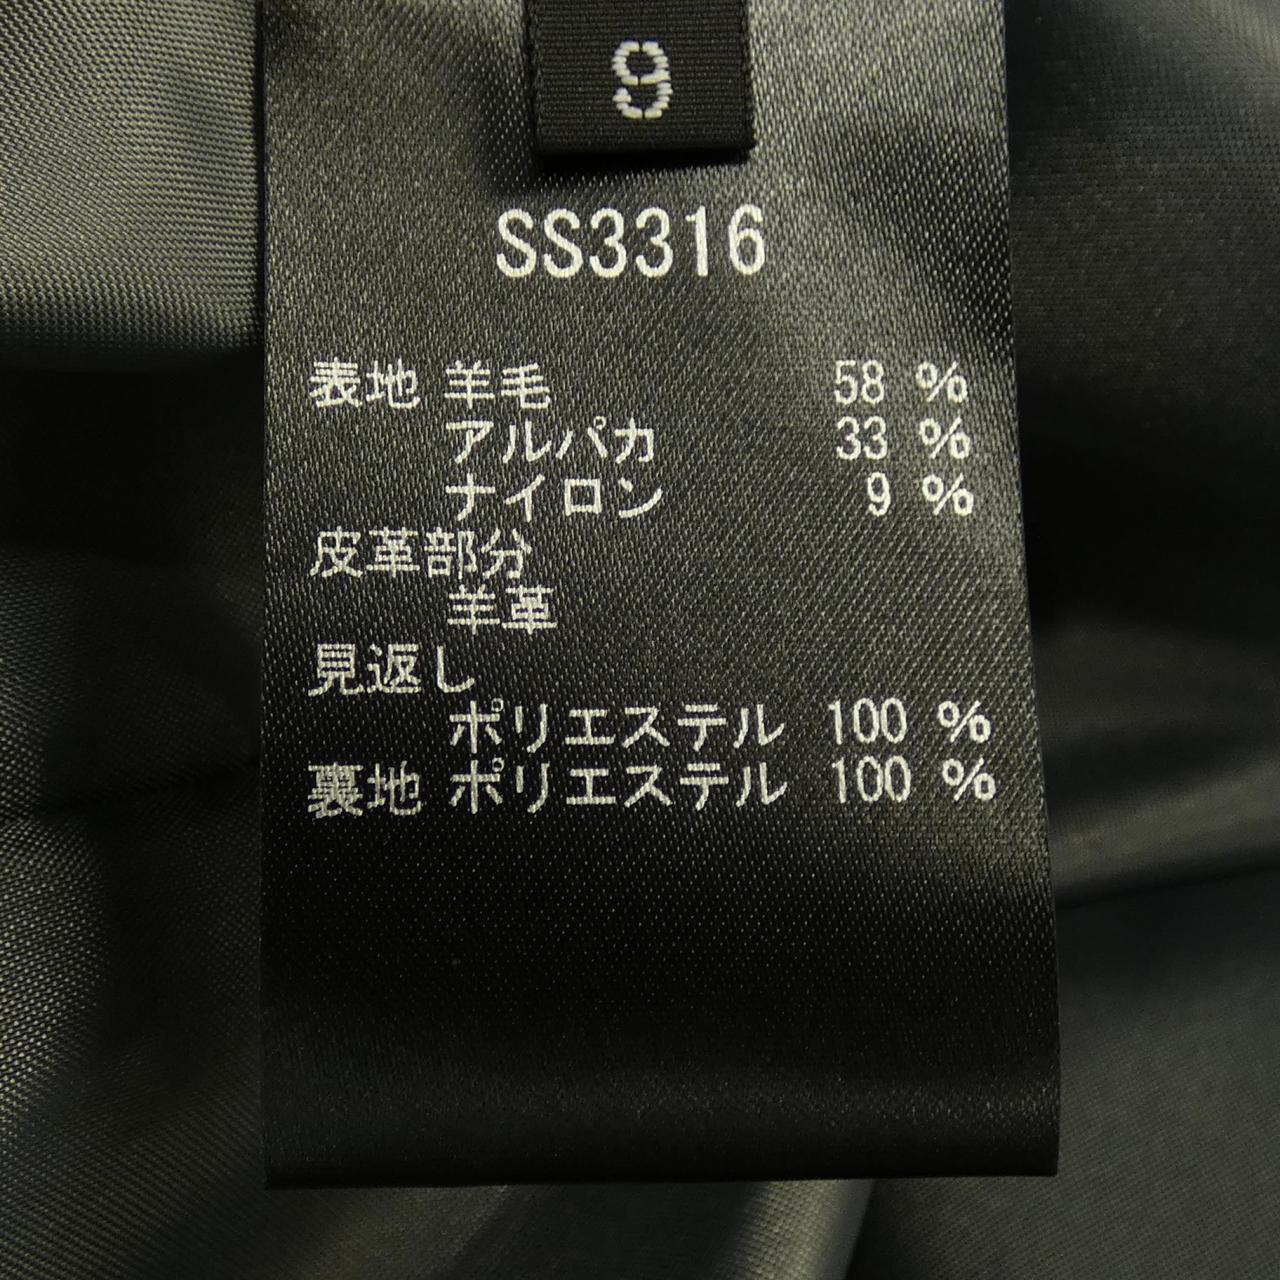 9
SS3316
表地 羊毛 58 %
アルパカ 33 %
ナイロン 9 %
皮革部分
羊革
見返し
ポリエステル 100 %
裏地 ポリエステル 100 %